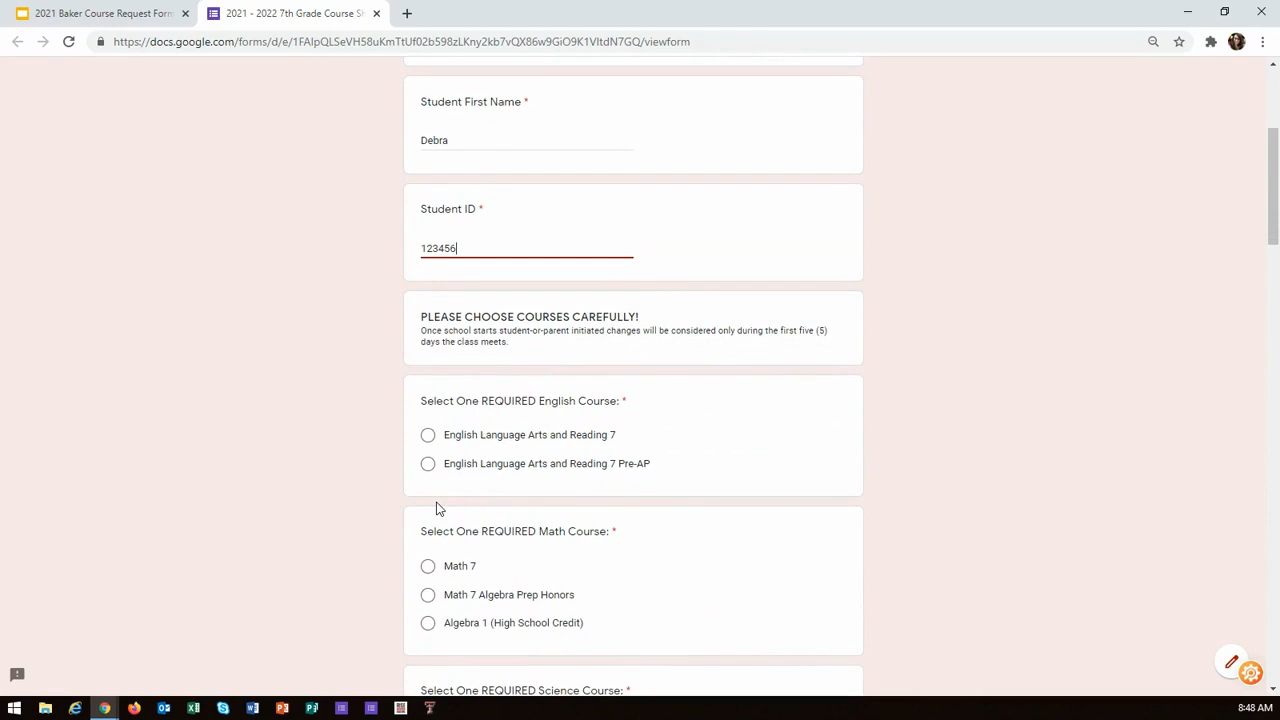 2021 Baker Course Request Form
2021 - 2022 7th Grade Course Sh
https://docs.google.com/forms/d/e/1FAIpQLSeVH58uKmTtUf02b598zLKny2kb7vQX86w9GiO9K1VItdN7GQ/viewform
Student First Name *
Debra
Student ID *
123456
PLEASE CHOOSE COURSES CAREFULLY!
Once school starts student-or-parent initiated changes will be considered only during the first five (5)
days the class meets.
Select One REQUIRED English Course: *
English Language Arts and Reading 7
English Language Arts and Reading 7 Pre-AP
Select One REQUIRED Math Course: *
Math 7
Math 7 Algebra Prep Honors
Algebra 1 (High School Credit)
Select One REQUIRED Science Course: *
8:48 AM